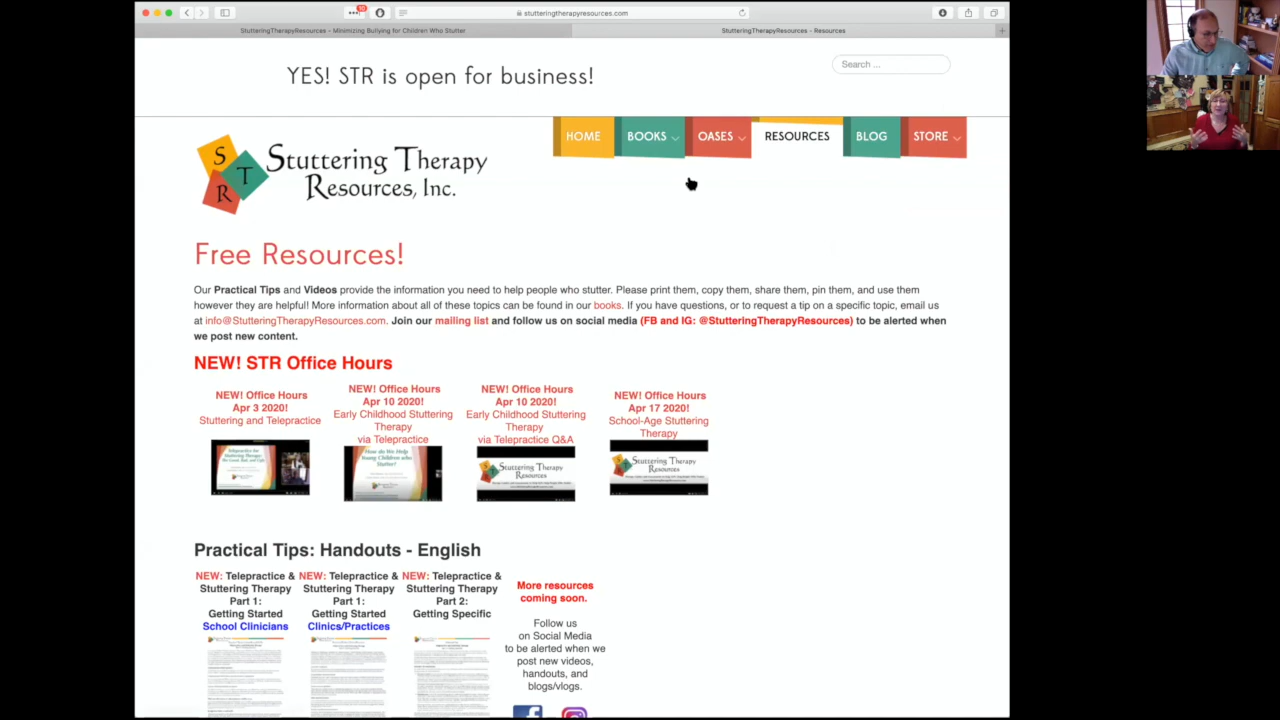 stutteringtherapyresources.com
StutteringTherapyResources - Minimizing Bullying for Children Who Stutter
StutteringTherapyResources - Resources
YES! STR is open for business!
Search ...
S
T
R
Stuttering Therapy
Resources, Inc.
HOME
BOOKS
OASES
RESOURCES
BLOG
STORE
Free Resources!
Our Practical Tips and Videos provide the information you need to help people who stutter. Please print them, copy them, share them, pin them, and use them
however they are helpful! More information about all of these topics can be found in our books. If you have questions, or to request a tip on a specific topic, email us
at info@StutteringTherapyResources.com. Join our mailing list and follow us on social media (FB and IG: @StutteringTherapyResources) to be alerted when
we post new content.
NEW! STR Office Hours
NEW! Office Hours
Apr 3 2020!
Stuttering and Telepractice
NEW! Office Hours
Apr 10 2020!
Early Childhood Stuttering
Therapy
via Telepractice
NEW! Office Hours
Apr 10 2020!
Early Childhood Stuttering
Therapy
via Telepractice Q&A
NEW! Office Hours
Apr 17 2020!
School-Age Stuttering
Therapy
How do We Help
Young Children who
Stutter?
Stuttering Therapy
Resources
Stuttering Therapy
Resources
Practical Tips: Handouts - English
NEW: Telepractice &
Stuttering Therapy
Part 1:
Getting Started
School Clinicians
NEW: Telepractice &
Stuttering Therapy
Part 1:
Getting Started
Clinics/Practices
NEW: Telepractice &
Stuttering Therapy
Part 2:
Getting Specific
More resources
coming soon.
Follow us
on Social Media
to be alerted when we
post new videos,
handouts, and
blogs/vlogs.